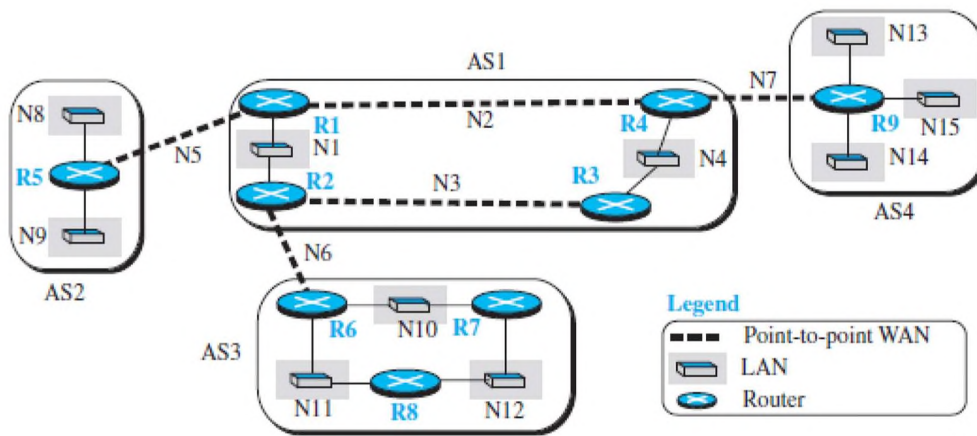 N13
AS1
N8
N7
N2
R1
R4
R9
N15
N5
N1
N4
R5
R2
N3
R3
N14
N9
AS4
N6
AS2
Legend
R6
N10
R7
Point-to-point WAN
AS3
LAN
N11
R8
N12
Router